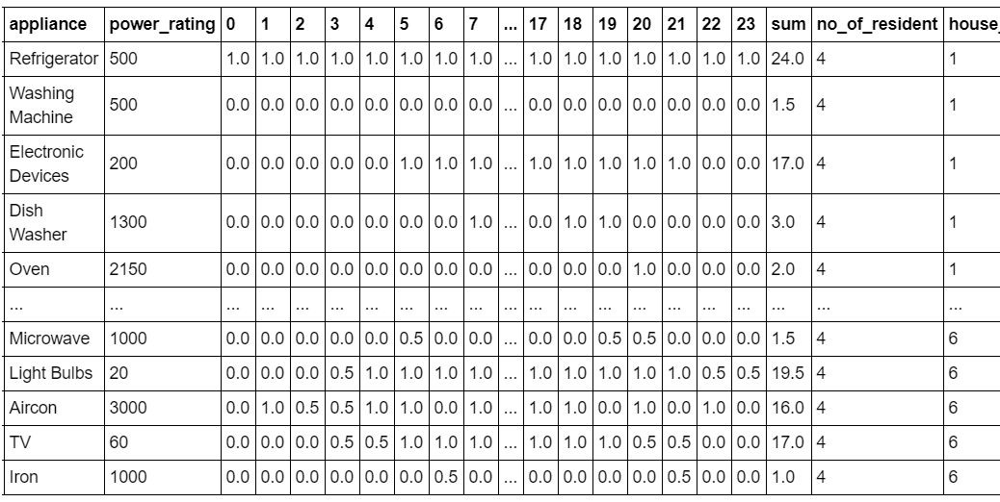 appliance power_rating 0 1 2 3 4 5 6 7 ... 17 18 19 20 21 22 23 sum no_of_resident house_
Refrigerator 500 1.0 1.0 1.0 1.0 1.0 1.0 1.0 1.0 ... 1.0 1.0 1.0 1.0 1.0 1.0 1.0 24.0 4 1
Washing
Machine 500 0.0 0.0 0.0 0.0 0.0 0.0 0.0 0.0 ... 0.0 0.0 0.0 0.0 0.0 0.0 0.0 1.5 4 1
Electronic
Devices 200 0.0 0.0 0.0 0.0 0.0 1.0 1.0 1.0 ... 1.0 1.0 1.0 1.0 1.0 0.0 0.0 17.0 4 1
Dish
Washer 1300 0.0 0.0 0.0 0.0 0.0 0.0 0.0 1.0 ... 0.0 1.0 1.0 0.0 0.0 0.0 0.0 3.0 4 1
Oven 2150 0.0 0.0 0.0 0.0 0.0 0.0 0.0 0.0 ... 0.0 0.0 0.0 1.0 0.0 0.0 0.0 2.0 4 1
... ... ... ... ... ... ... ... ... ... ... ... ... ... ... ... ... ... ... ... ...
Microwave 1000 0.0 0.0 0.0 0.0 0.0 0.5 0.0 0.0 ... 0.0 0.0 0.5 0.5 0.0 0.0 0.0 1.5 4 6
Light Bulbs 20 0.0 0.0 0.0 0.5 1.0 1.0 1.0 1.0 ... 1.0 1.0 1.0 1.0 1.0 0.5 0.5 19.5 4 6
Aircon 3000 0.0 1.0 0.5 0.5 1.0 1.0 0.0 1.0 ... 1.0 1.0 0.0 1.0 0.0 1.0 0.0 16.0 4 6
TV 60 0.0 0.0 0.0 0.5 0.5 1.0 1.0 1.0 ... 1.0 1.0 1.0 0.5 0.5 0.0 0.0 17.0 4 6
Iron 1000 0.0 0.0 0.0 0.0 0.0 0.0 0.5 0.0 ... 0.0 0.0 0.0 0.0 0.5 0.0 0.0 1.0 4 6